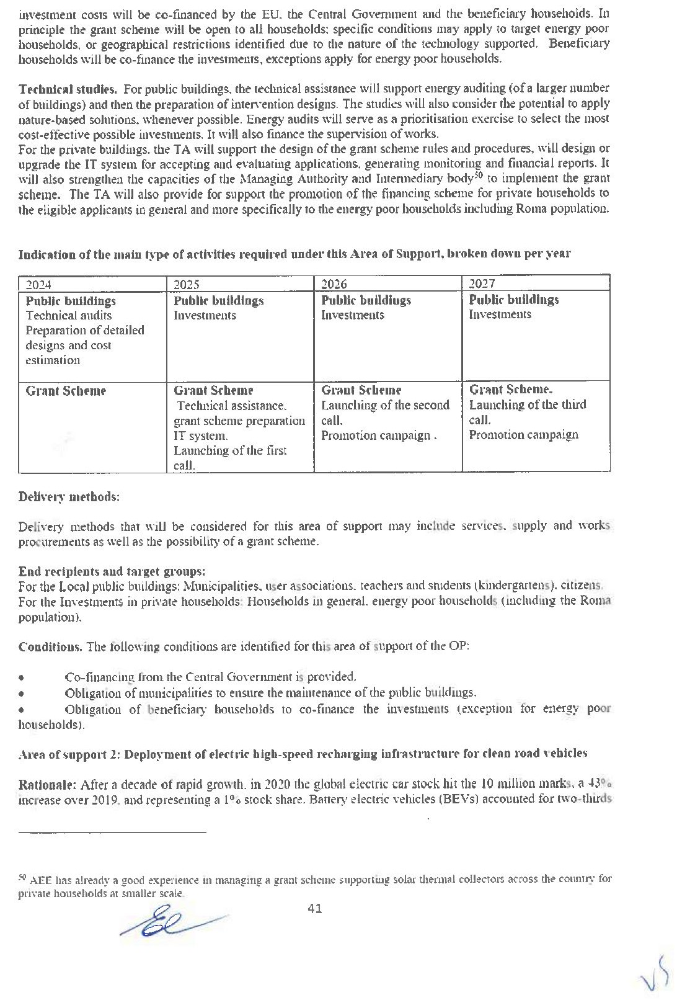 investment costs will be co-financed by the EU, the Central Government and the beneficiary households. In
principle the grant scheme will be open to all households; specific conditions may apply to target energy poor
households, or geographical restrictions identified due to the nature of the technology supported. Beneficiary
households will be co-finance the investments, exceptions apply for energy poor households.
Technical studies. For public buildings, the technical assistance will support energy auditing (of a larger number
of buildings) and then the preparation of intervention designs. The studies will also consider the potential to apply
nature-based solutions, whenever possible. Energy audits will serve as a prioritisation exercise to select the most
cost-effective possible investments. It will also finance the supervision of works.
For the private buildings, the TA will support the design of the grant scheme rules and procedures, will design or
upgrade the IT system for accepting and evaluating applications, generating monitoring and financial reports. It
will also strengthen the capacities of the Managing Authority and Intermediary body50 to implement the grant
scheme. The TA will also provide for support the promotion of the financing scheme for private households to
the eligible applicants in general and more specifically to the energy poor households including Roma population.
Indication of the main type of activities required under this Area of Support, broken down per year
2024 2025 2026 2027
Public buildings Public buildings Public buildings Public buildings
Technical audits Investments Investments Investments
Preparation of detailed
designs and cost
estimation
Grant Scheme Grant Scheme Grant Scheme Grant Scheme.
Technical assistance, Launching of the second Launching of the third
grant scheme preparation call. call.
IT system. Promotion campaign . Promotion campaign
Launching of the first
call.
Delivery methods:
Delivery methods that will be considered for this area of support may include services, supply and works
procurements as well as the possibility of a grant scheme.
End recipients and target groups:
For the Local public buildings: Municipalities, user associations, teachers and students (kindergartens), citizens.
For the Investments in private households: Households in general, energy poor households (including the Roma
population).
Conditions. The following conditions are identified for this area of support of the OP:
• Co-financing from the Central Government is provided.
• Obligation of municipalities to ensure the maintenance of the public buildings.
• Obligation of beneficiary households to co-finance the investments (exception for energy poor
households).
Area of support 2: Deployment of electric high-speed recharging infrastructure for clean road vehicles
Rationale: After a decade of rapid growth, in 2020 the global electric car stock hit the 10 million marks, a 43%
increase over 2019, and representing a 1% stock share. Battery electric vehicles (BEVs) accounted for two-thirds
50 AEE has already a good experience in managing a grant scheme supporting solar thermal collectors across the country for
private households at smaller scale.
41